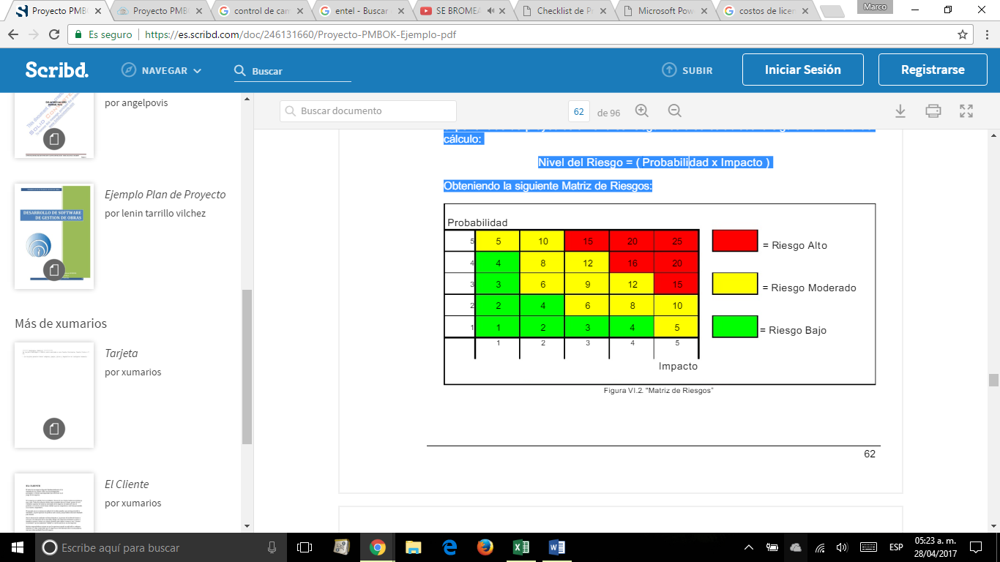 Proyecto PMBO
Proyecto PMBO
control de cam
entel - Buscar
SE BROMEA
Checklist de P
Microsoft Pow
costos de licen
Marco
Es seguro
https://es.scribd.com/doc/246131660/Proyecto-PMBOK-Ejemplo-pdf
Scribd.
NAVEGAR
Buscar
SUBIR
Iniciar Sesión
Registrarse
por angelpovis
Ejemplo Plan de Proyecto
por lenin tarrillo vilchez
DESARROLLO DE SOFTWARE
DE GESTION DE OBRAS
Más de xumarios
Tarjeta
por xumarios
EL CLIENTE
El Cliente
por xumarios
Buscar documento
62
de 96
cálculo:
Nivel del Riesgo = ( Probabilidad x Impacto )
Obteniendo la siguiente Matriz de Riesgos:
Probabilidad
5 5 10 15 20 25
4 4 8 12 16 20
3 3 6 9 12 15
2 2 4 6 8 10
1 1 2 3 4 5
1 2 3 4 5
Impacto
= Riesgo Alto
= Riesgo Moderado
= Riesgo Bajo
Figura VI.2. "Matriz de Riesgos"
62
Escribe aquí para buscar
ESP
05:23 a. m.
28/04/2017